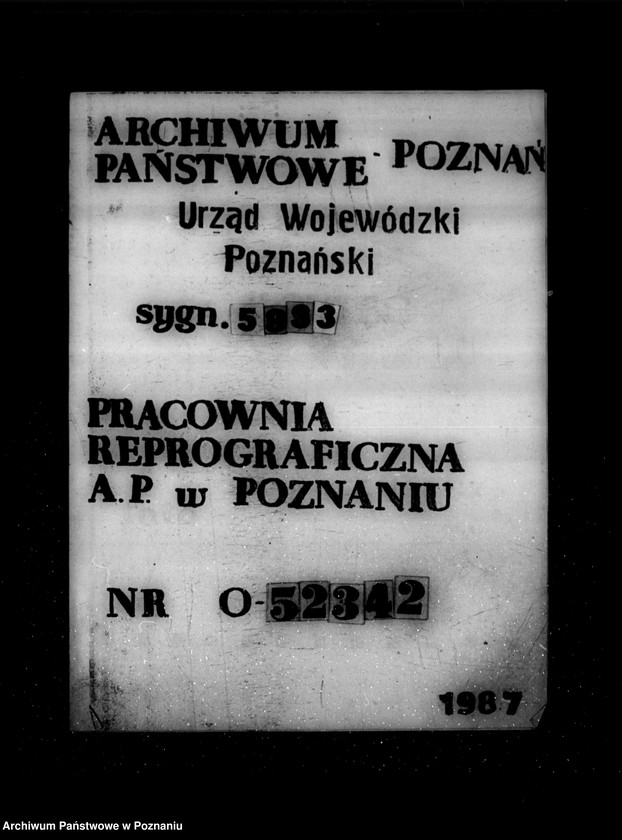 ARCHIWUM
PAŃSTWOWE - POZNAŃ
Urząd Wojewódzki
Poznański
sygn.
PRACOWNIA
REPROGRAFICZNA
A.P. w POZNANIU
NR O-52342
1987
Archiwum Państwowe w Poznaniu